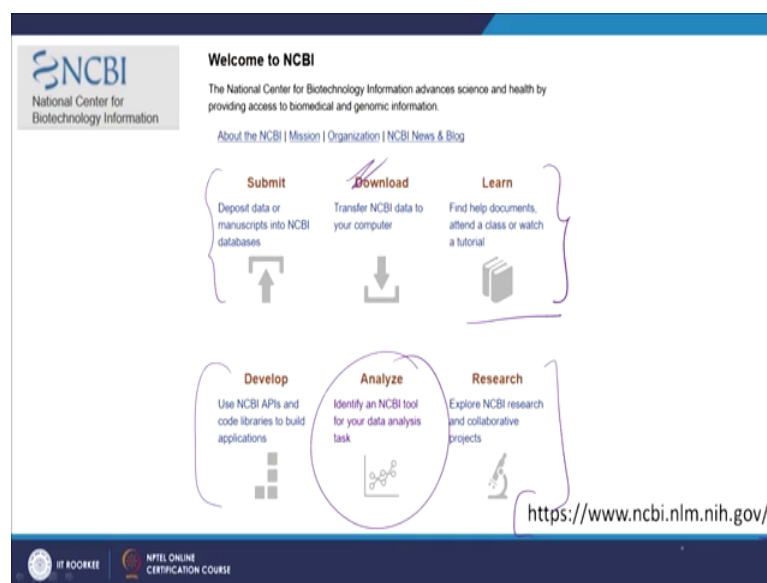 NCBI
National Center for
Biotechnology Information
Welcome to NCBI
The National Center for Biotechnology Information advances science and health by
providing access to biomedical and genomic information.
About the NCBI | Mission | Organization | NCBI News & Blog
Submit
Deposit data or
manuscripts into NCBI
databases
Download
Transfer NCBI data to
your computer
Learn
Find help documents,
attend a class or watch
a tutorial
Develop
Use NCBI APIs and
code libraries to build
applications
Analyze
Identify an NCBI tool
for your data analysis
task
Research
Explore NCBI research
and collaborative
projects
https://www.ncbi.nlm.nih.gov/
IIT ROORKEE
NPTEL ONLINE
CERTIFICATION COURSE